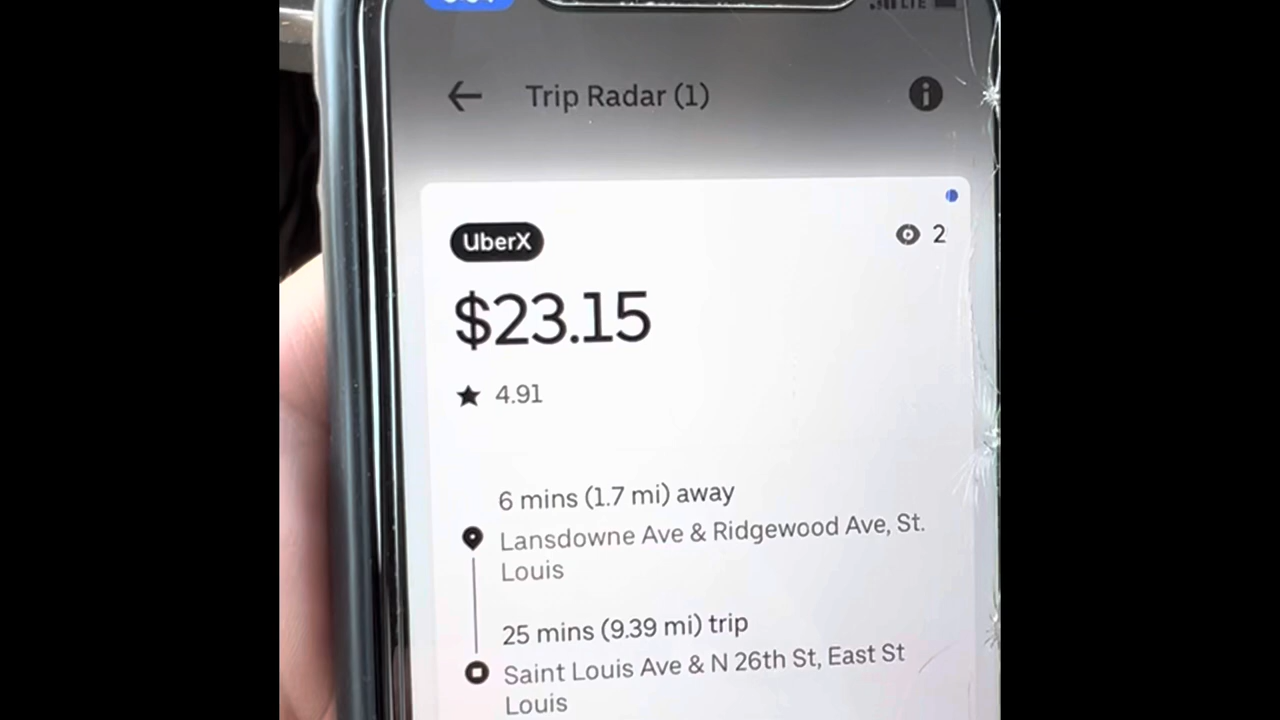 LTE
Trip Radar (1)
UberX
2
$23.15
4.91
6 mins (1.7 mi) away
Lansdowne Ave & Ridgewood Ave, St.
Louis
25 mins (9.39 mi) trip
Saint Louis Ave & N 26th St, East St
Louis